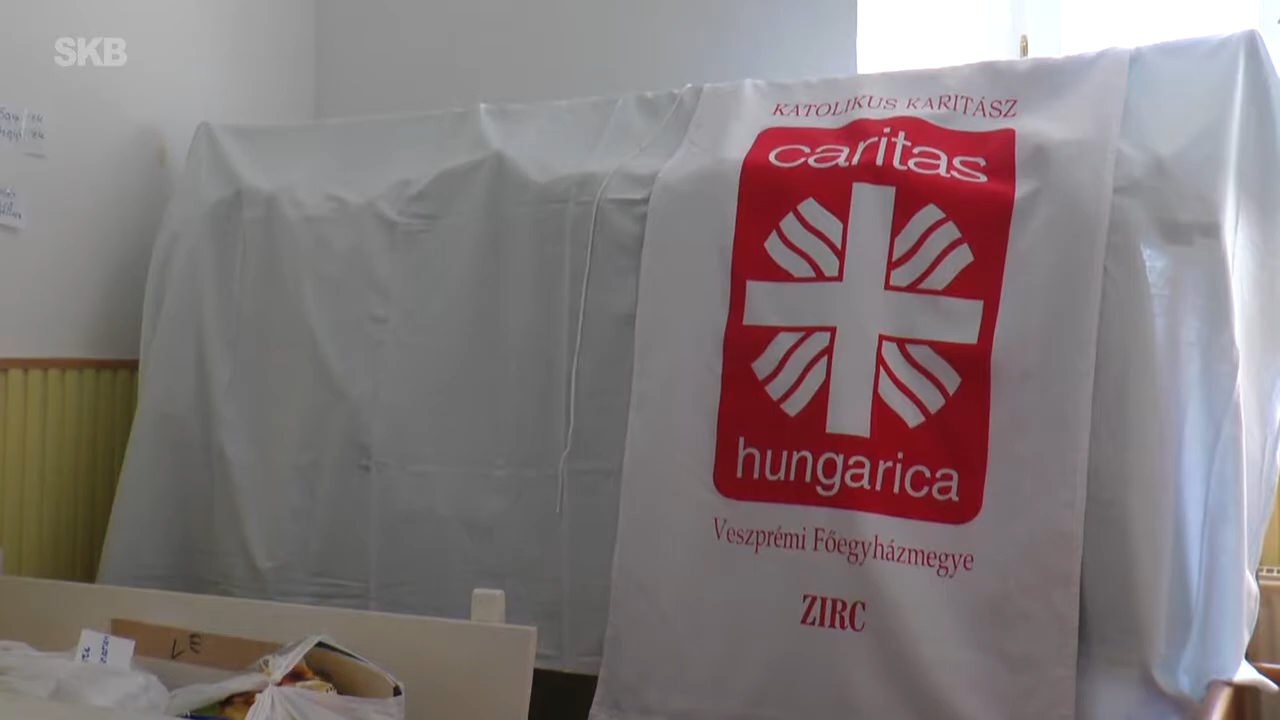 SKB
KATOLIKUS KARITÁSZ
caritas
hungarica
Veszprémi Főegyházmegye
ZIRC